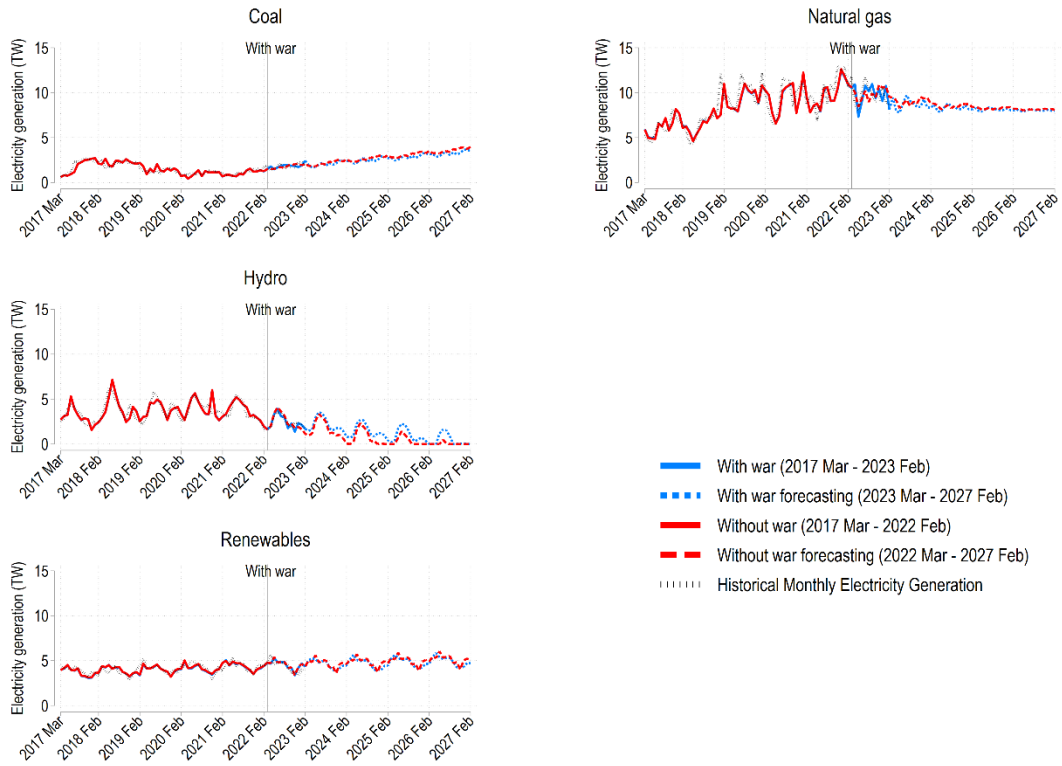 Coal
Electricity generation (TW)
15
10
5
0
With war
2017 Mar
2018 Feb
2019 Feb
2020 Feb
2021 Feb
2022 Feb
2023 Feb
2024 Feb
2025 Feb
2026 Feb
2027 Feb
Natural gas
Electricity generation (TW)
15
10
5
0
With war
2017 Mar
2018 Feb
2019 Feb
2020 Feb
2021 Feb
2022 Feb
2023 Feb
2024 Feb
2025 Feb
2026 Feb
2027 Feb
Hydro
Electricity generation (TW)
15
10
5
0
With war
2017 Mar
2018 Feb
2019 Feb
2020 Feb
2021 Feb
2022 Feb
2023 Feb
2024 Feb
2025 Feb
2026 Feb
2027 Feb
With war (2017 Mar - 2023 Feb)
With war forecasting (2023 Mar - 2027 Feb)
Without war (2017 Mar - 2022 Feb)
Without war forecasting (2022 Mar - 2027 Feb)
Historical Monthly Electricity Generation
Renewables
Electricity generation (TW)
15
10
5
0
With war
2017 Mar
2018 Feb
2019 Feb
2020 Feb
2021 Feb
2022 Feb
2023 Feb
2024 Feb
2025 Feb
2026 Feb
2027 Feb